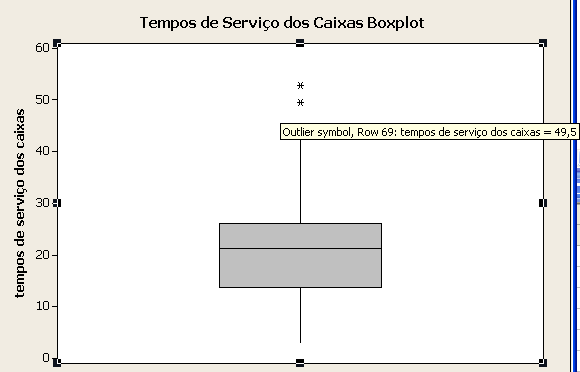 Tempos de Serviço dos Caixas Boxplot
60
50
Outlier symbol, Row 69: tempos de serviço dos caixas = 49,5
40
30
20
10
0
tempos de serviço dos caixas